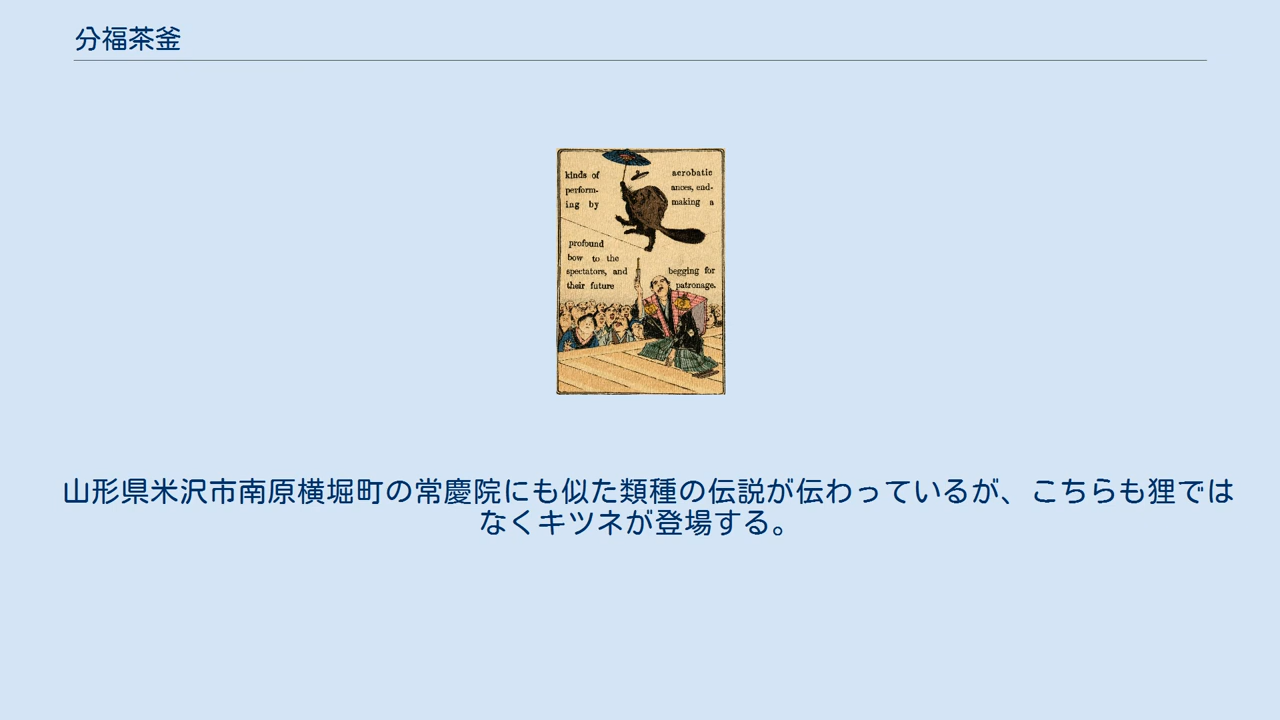 分福茶釜
kinds of
perform-
ing by
acrobatic
ances, end-
making a
profound
bow to the
spectators, and
their future
begging for
patronage.
山形県米沢市南原横堀町の常慶院にも似た類種の伝説が伝わっているが、こちらも狸では
なくキツネが登場する。